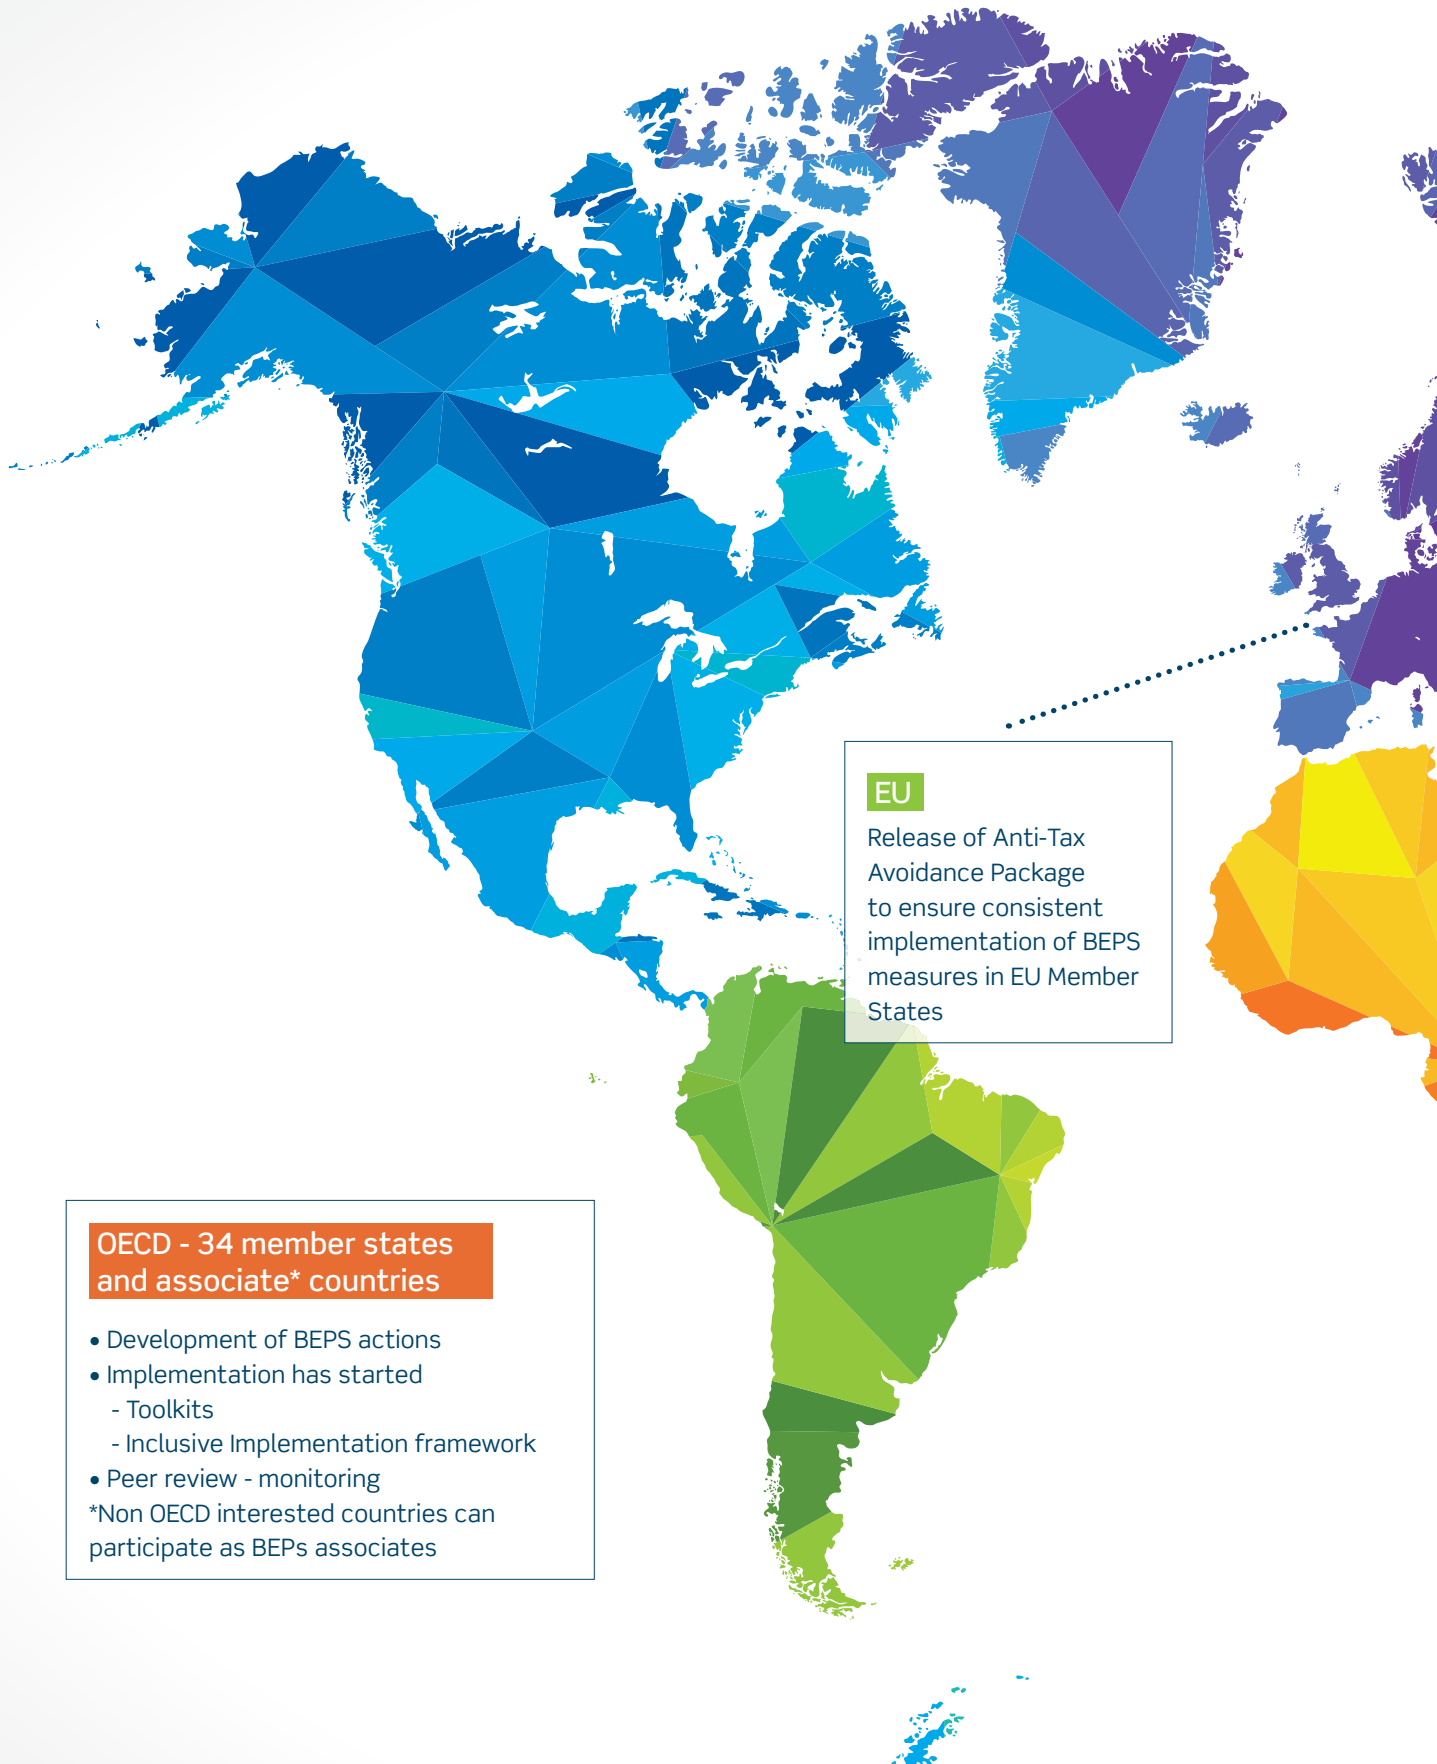 EU
Release of Anti-Tax
Avoidance Package
to ensure consistent
implementation of BEPS
measures in EU Member
States
OECD - 34 member states
and associate* countries
• Development of BEPS actions
• Implementation has started
- Toolkits
- Inclusive Implementation framework
• Peer review - monitoring
*Non OECD interested countries can
participate as BEPs associates